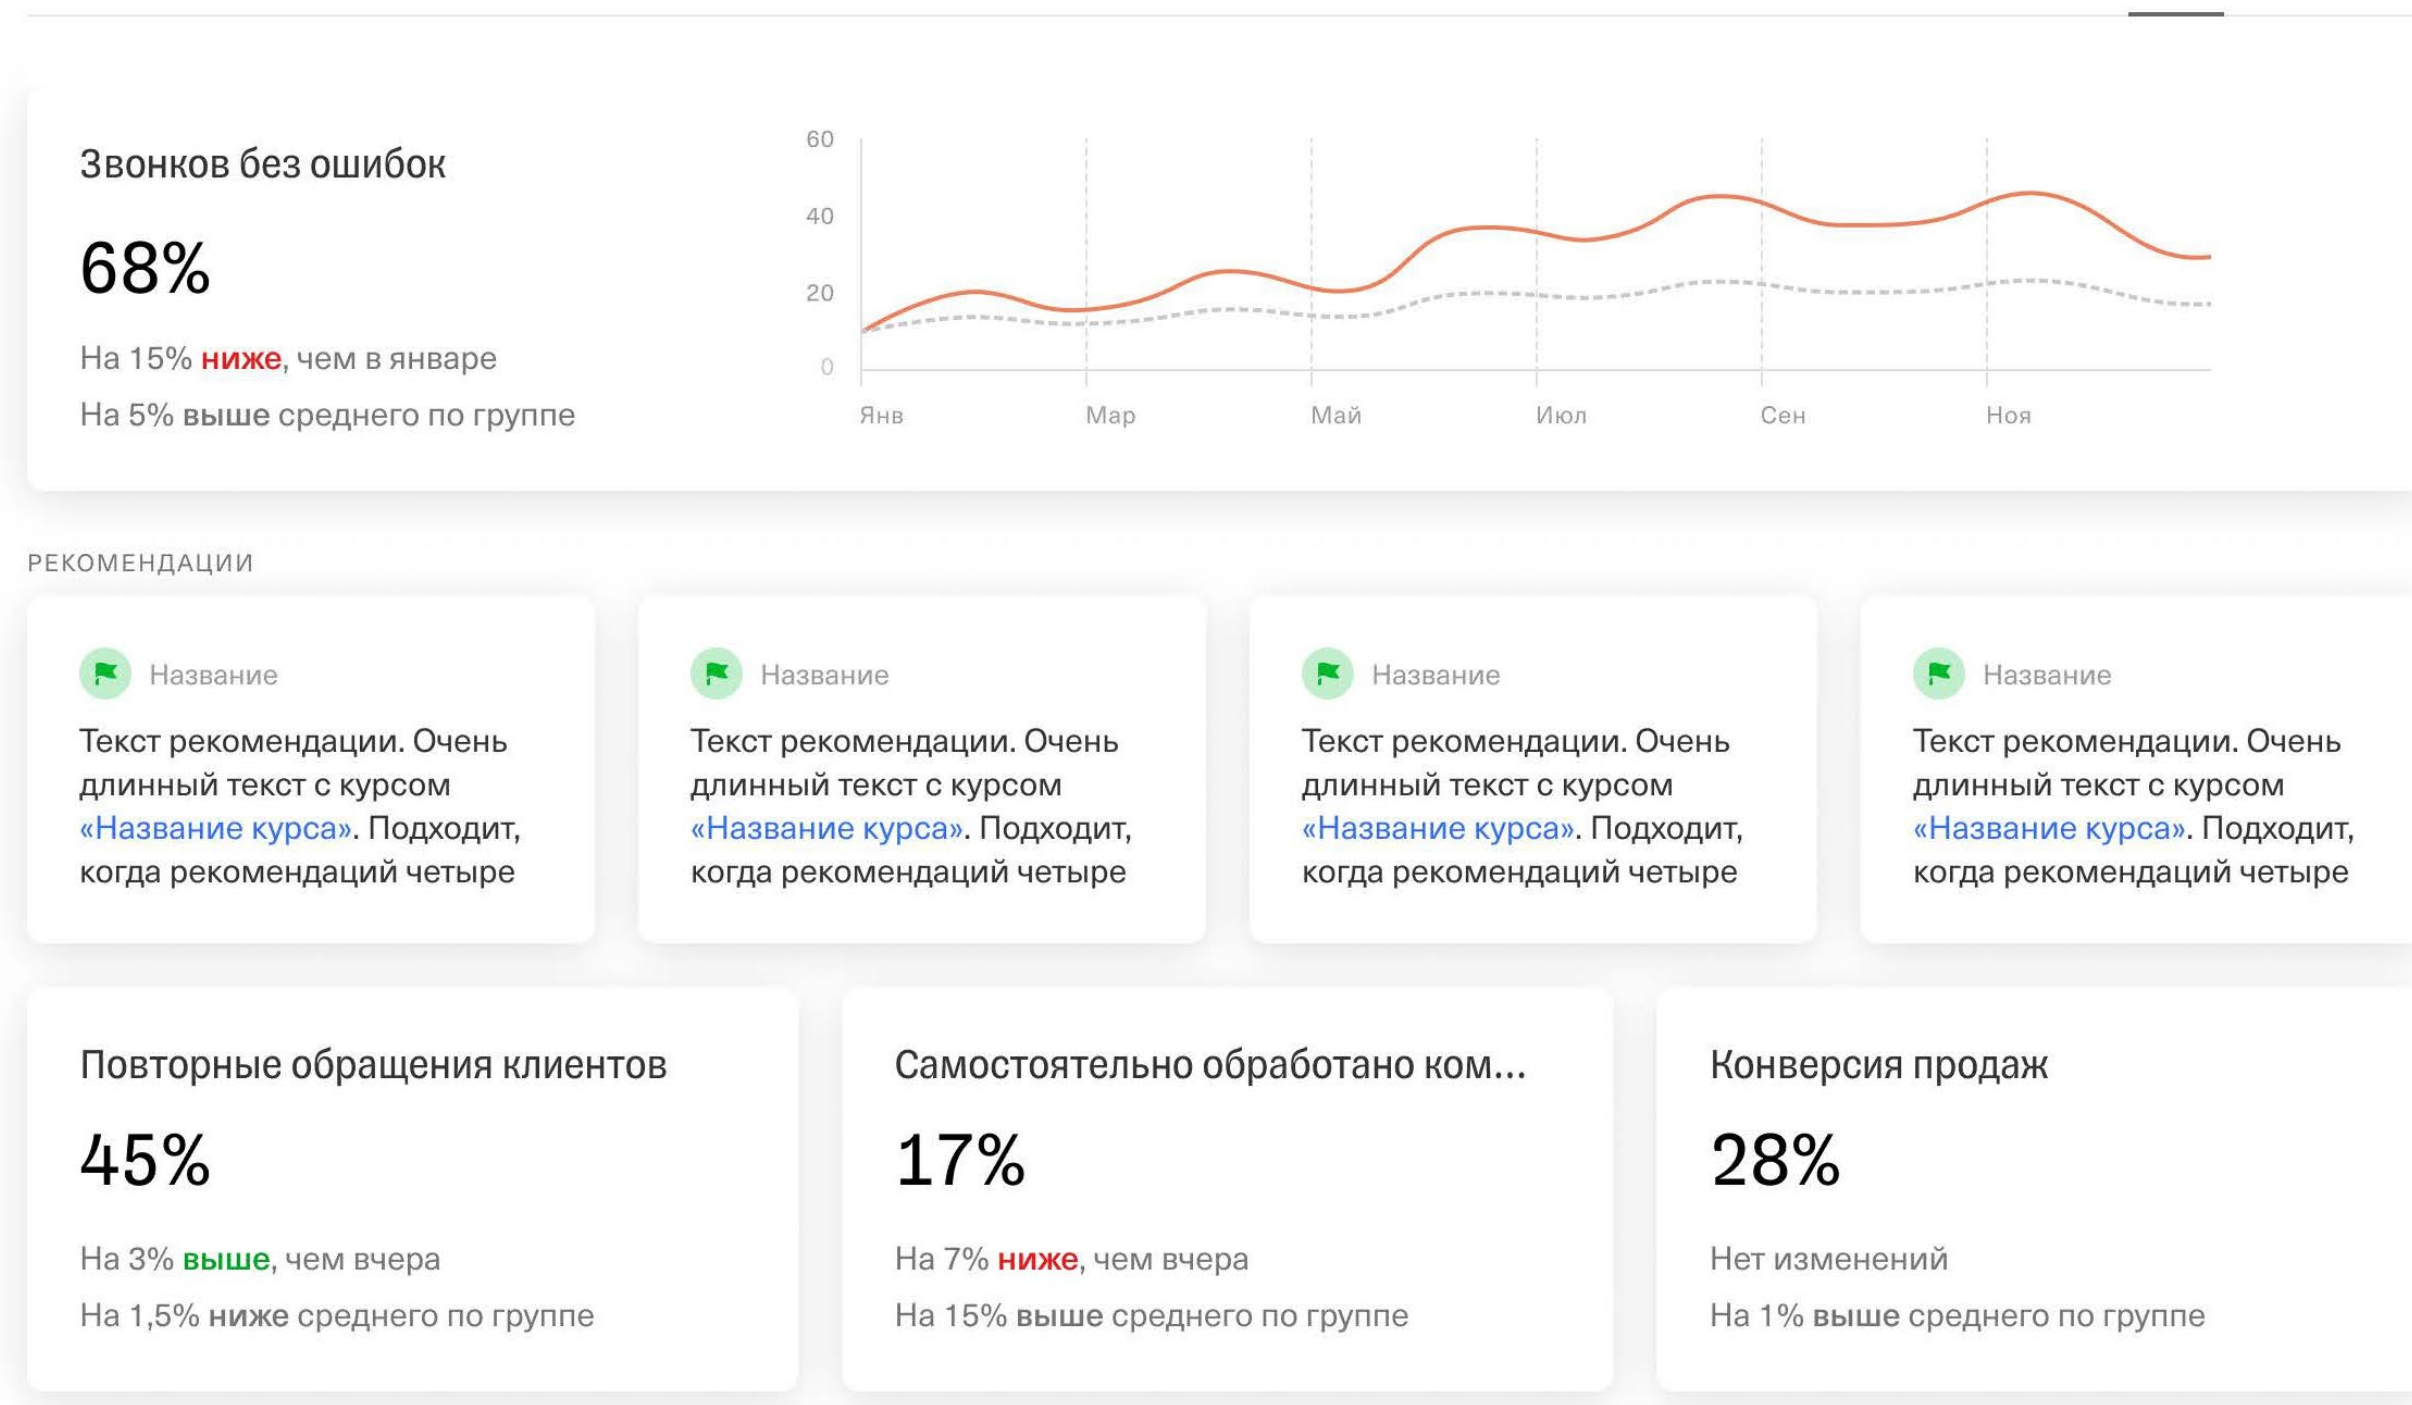 Звонков без ошибок
68%
На 15% ниже, чем в январе
На 5% выше среднего по группе
60
40
20
0
Янв
Мар
Май
Июл
Сен
Ноя
РЕКОМЕНДАЦИИ
Название
Текст рекомендации. Очень
длинный текст с курсом
«Название курса». Подходит,
когда рекомендаций четыре
Название
Текст рекомендации. Очень
длинный текст с курсом
«Название курса». Подходит,
когда рекомендаций четыре
Название
Текст рекомендации. Очень
длинный текст с курсом
«Название курса». Подходит,
когда рекомендаций четыре
Название
Текст рекомендации. Очень
длинный текст с курсом
«Название курса». Подходит,
когда рекомендаций четыре
Повторные обращения клиентов
45%
На 3% выше, чем вчера
На 1,5% ниже среднего по группе
Самостоятельно обработано ком...
17%
На 7% ниже, чем вчера
На 15% выше среднего по группе
Конверсия продаж
28%
Нет изменений
На 1% выше среднего по группе